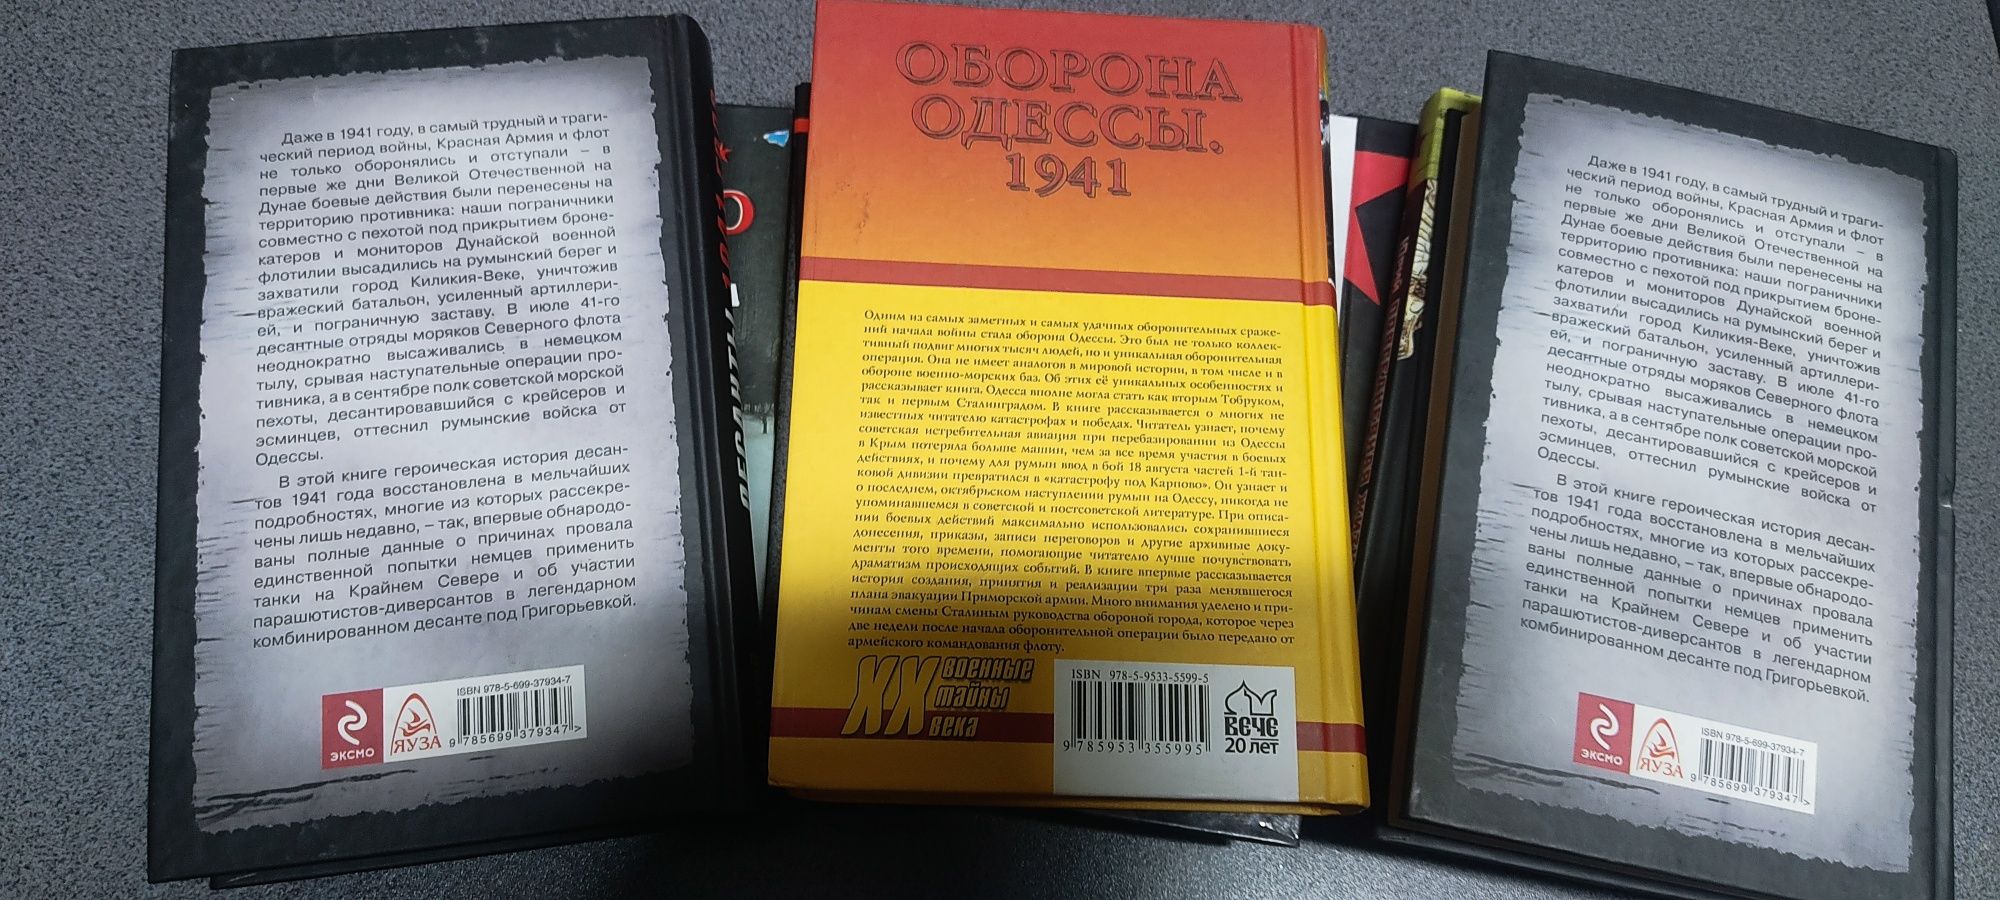 Даже в 1941 году, в самый трудный и траги-
ческий период войны, Красная Армия и флот
не только оборонялись и отступали – в
первые же дни Великой Отечественной на
Дунае боевые действия были перенесены на
территорию противника: наши пограничники
совместно с пехотой под прикрытием броне-
катеров и мониторов Дунайской военной
флотилии высадились на румынский берег и
захватили город Киликия-Веке, уничтожив
вражеский батальон, усиленный артиллери-
ей, и пограничную заставу. В июле 41-го
десантные отряды моряков Северного флота
неоднократно высаживались в немецком
тылу, срывая наступательные операции про-
тивника, а в сентябре полк советской морской
пехоты, десантировавшийся с крейсеров и
эсминцев, оттеснил румынские войска от
Одессы.
В этой книге героическая история десан-
тов 1941 года восстановлена в мельчайших
подробностях, многие из которых рассекре-
чены лишь недавно, – так, впервые обнародо-
ваны полные данные о причинах провала
единственной попытки немцев применить
танки на Крайнем Севере и об участии
парашютистов-диверсантов в легендарном
комбинированном десанте под Григорьевкой.
эксмо
ЯУЗА
ISBN 978-5-699-37934-7
9 785699 379347 >
ДЕСАНТЫ
ОБОРОНА
ОДЕССЫ.
1941
Одним из самых заметных и самых удачных оборонительных сраже-
ний начала войны стала оборона Одессы. Это был не только коллек-
тивный подвиг многих тысяч людей, но и уникальная оборонительная
операция. Она не имеет аналогов в мировой истории, в том числе и в
обороне военно-морских баз. Об этих её уникальных особенностях и
рассказывает книга. Одесса вполне могла стать как вторым Тобруком,
так и первым Сталинградом. В книге рассказывается о многих не
известных читателю катастрофах и победах. Читатель узнает, почему
советская истребительная авиация при перебазировании из Одессы
в Крым потеряла больше машин, чем за все время участия в боевых
действиях, и почему для румын ввод в бой 18 августа частей 1-й тан-
ковой дивизии превратился в «катастрофу под Карпово». Он узнает и
о последнем, октябрьском наступлении румын на Одессу, никогда не
упоминавшемся в советской и постсоветской литературе. При описа-
нии боевых действий максимально использовались сохранившиеся
донесения, приказы, записи переговоров и другие архивные доку-
менты того времени, помогающие читателю лучше почувствовать
драматизм происходящих событий. В книге впервые рассказывается
история создания, принятия и реализации три раза менявшегося
плана эвакуации Приморской армии. Много внимания уделено и при-
чинам смены Сталиным руководства обороной города, которое через
две недели после начала оборонительной операции было передано от
армейского командования флоту.
XX
военные
тайны
века
ISBN 978-5-9533-5599-5
9 785953 355995
ВЕЧЕ
20 лет
Даже в 1941 году, в самый трудный и траги-
ческий период войны, Красная Армия и флот
не только оборонялись и отступали – в
первые же дни Великой Отечественной на
Дунае боевые действия были перенесены на
территорию противника: наши пограничники
совместно с пехотой под прикрытием броне-
катеров и мониторов Дунайской военной
флотилии высадились на румынский берег и
захватили город Киликия-Веке, уничтожив
вражеский батальон, усиленный артиллери-
ей, и пограничную заставу. В июле 41-го
десантные отряды моряков Северного флота
неоднократно высаживались в немецком
тылу, срывая наступательные операции про-
тивника, а в сентябре полк советской морской
пехоты, десантировавшийся с крейсеров и
эсминцев, оттеснил румынские войска от
Одессы.
В этой книге героическая история десан-
тов 1941 года восстановлена в мельчайших
подробностях, многие из которых рассекре-
чены лишь недавно, – так, впервые обнародо-
ваны полные данные о причинах провала
единственной попытки немцев применить
танки на Крайнем Севере и об участии
парашютистов-диверсантов в легендарном
комбинированном десанте под Григорьевкой.
эксмо
ЯУЗА
ISBN 978-5-699-37934-7
9 785699 379347 >